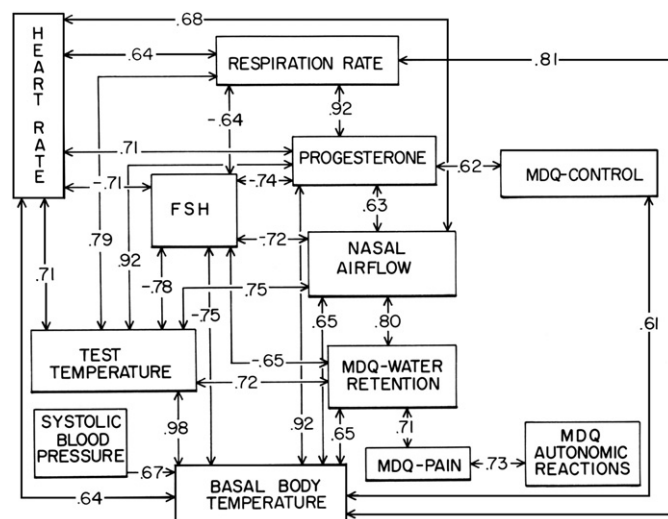 HEART RATE
.68
.64
RESPIRATION RATE
.81
-.64
.92
.71
PROGESTERONE
.62
MDQ-CONTROL
-.71
-.74
FSH
.63
-.72
NASAL
AIRFLOW
.79
.92
.71
-.78
-.75
.75
.65
.80
.61
TEST
TEMPERATURE
-.65
MDQ-WATER
RETENTION
.72
.98
.92
.65
.71
SYSTOLIC
BLOOD
PRESSURE
MDQ
AUTONOMIC
REACTIONS
MDQ-PAIN
.73
.67
BASAL BODY
TEMPERATURE
.64